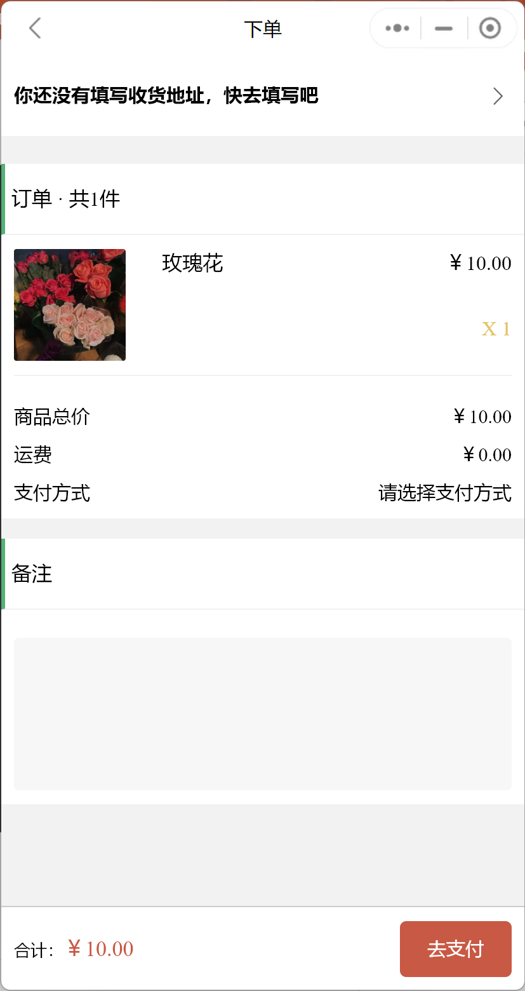 下单
你还没有填写收货地址，快去填写吧
订单 · 共1件
玫瑰花 ￥10.00
X 1
商品总价 ￥10.00
运费 ￥0.00
支付方式 请选择支付方式
备注
合计： ￥10.00 去支付